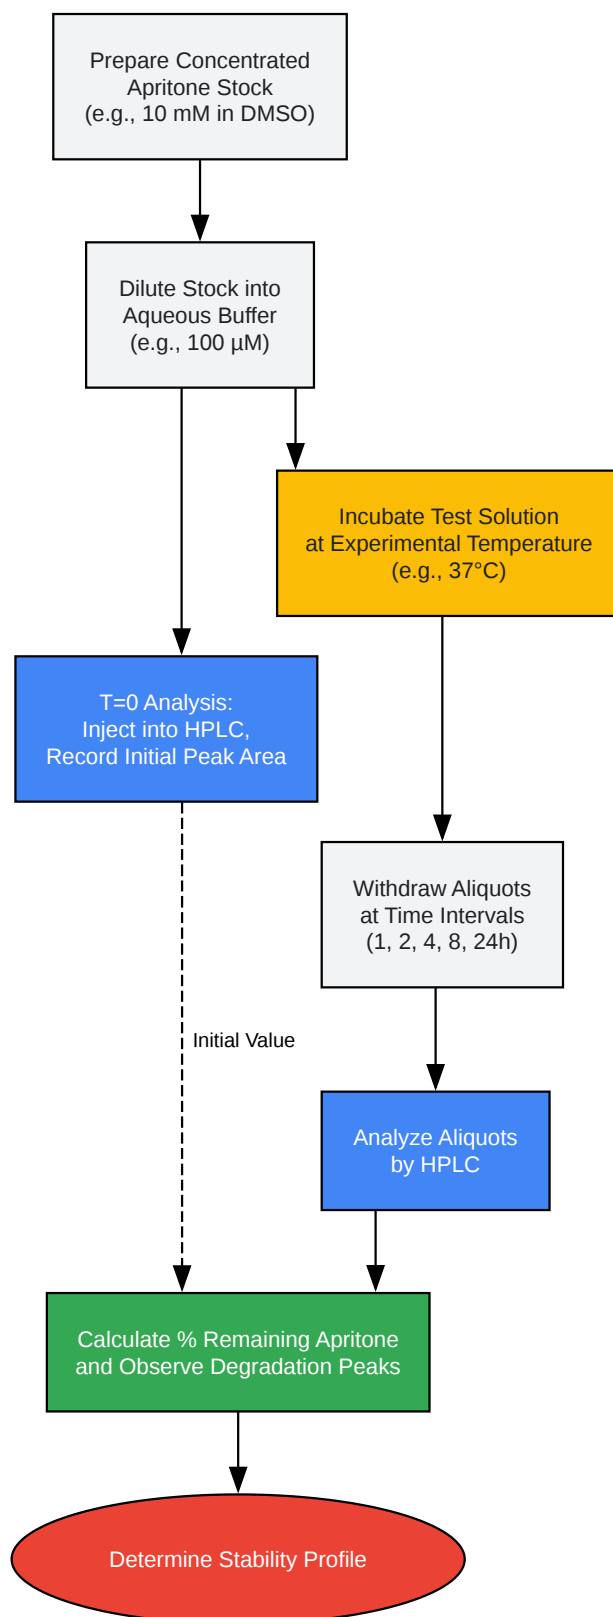 Prepare Concentrated
Apritone Stock
(e.g., 10 mM in DMSO)
Dilute Stock into
Aqueous Buffer
(e.g., 100 µM)
Incubate Test Solution
at Experimental Temperature
(e.g., 37°C)
T=0 Analysis:
Inject into HPLC,
Record Initial Peak Area
Withdraw Aliquots
at Time Intervals
(1, 2, 4, 8, 24h)
Initial Value
Analyze Aliquots
by HPLC
Calculate % Remaining Apritone
and Observe Degradation Peaks
Determine Stability Profile